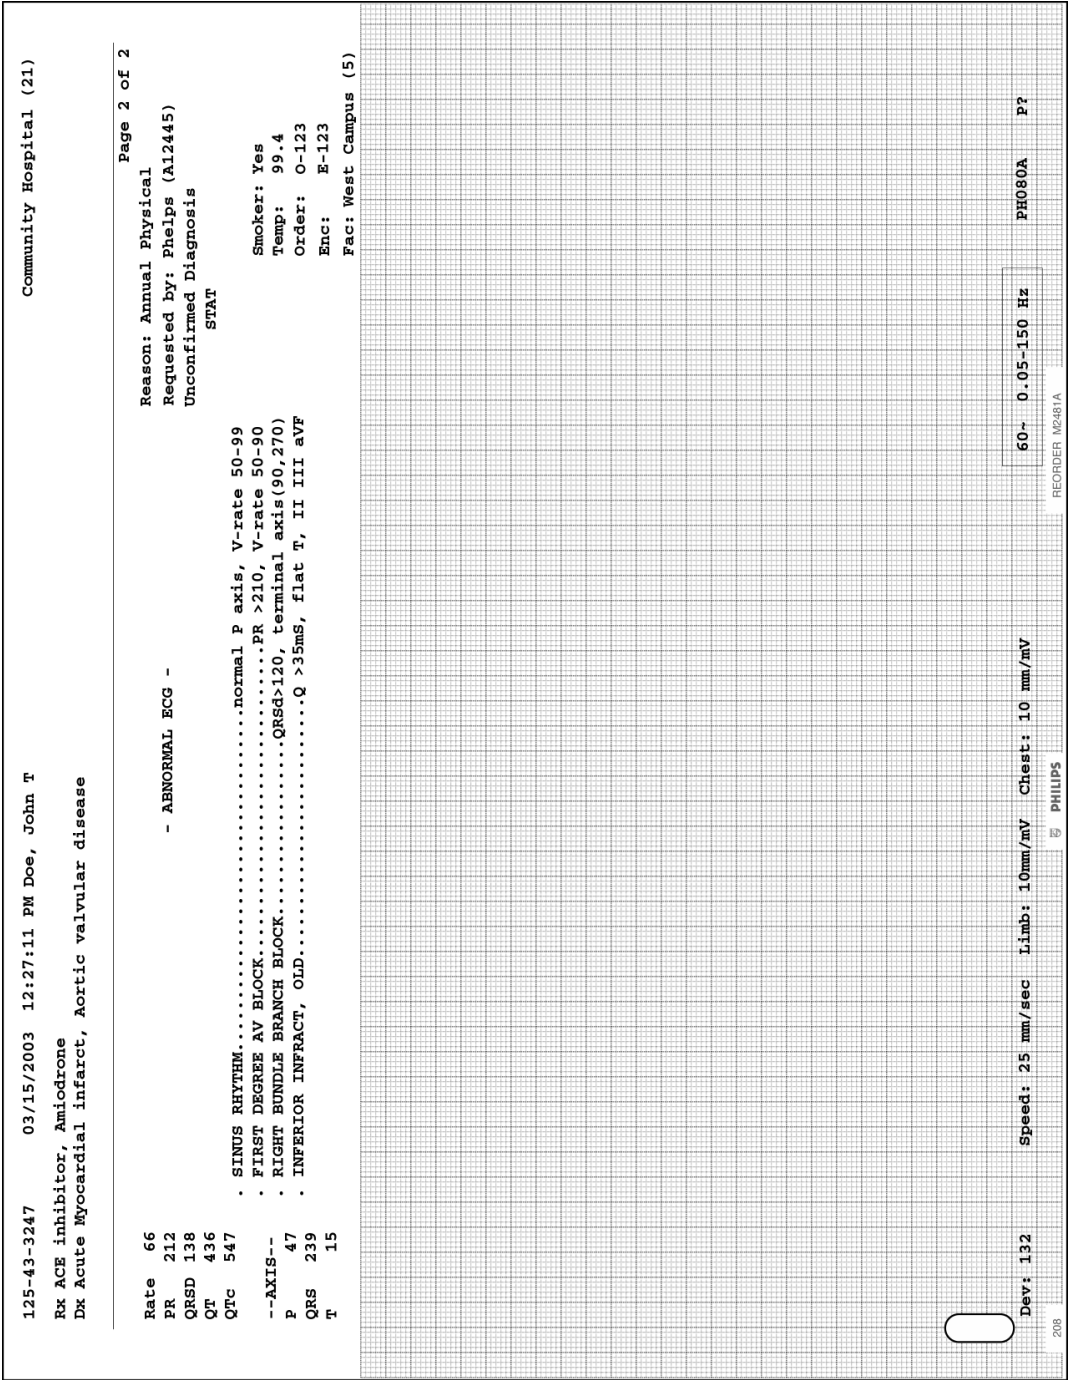 125-43-3247 03/15/2003 12:27:11 PM Doe, John T Community Hospital (21)
Rx ACE inhibitor, Amiodrone
Dx Acute Myocardial infarct, Aortic valvular disease
Page 2 of 2
Rate 66 Reason: Annual Physical
PR 212 - ABNORMAL ECG - Requested by: Phelps (A12445)
QRSD 138 Unconfirmed Diagnosis
QT 436 STAT
QTc 547 . SINUS RHYTHM........................................normal P axis, V-rate 50-99
. FIRST DEGREE AV BLOCK....................................PR >210, V-rate 50-90 Smoker: Yes
--AXIS-- . RIGHT BUNDLE BRANCH BLOCK....................QRSd>120, terminal axis(90,270) Temp: 99.4
P 47 . INFERIOR INFRACT, OLD..............................Q >35mS, flat T, II III aVF Order: O-123
QRS 239 Enc: E-123
T 15 Fac: West Campus (5)
Dev: 132 Speed: 25 mm/sec Limb: 10mm/mV Chest: 10 mm/mV 60~ 0.05-150 Hz PH080A P?
208 PHILIPS REORDER M2481A